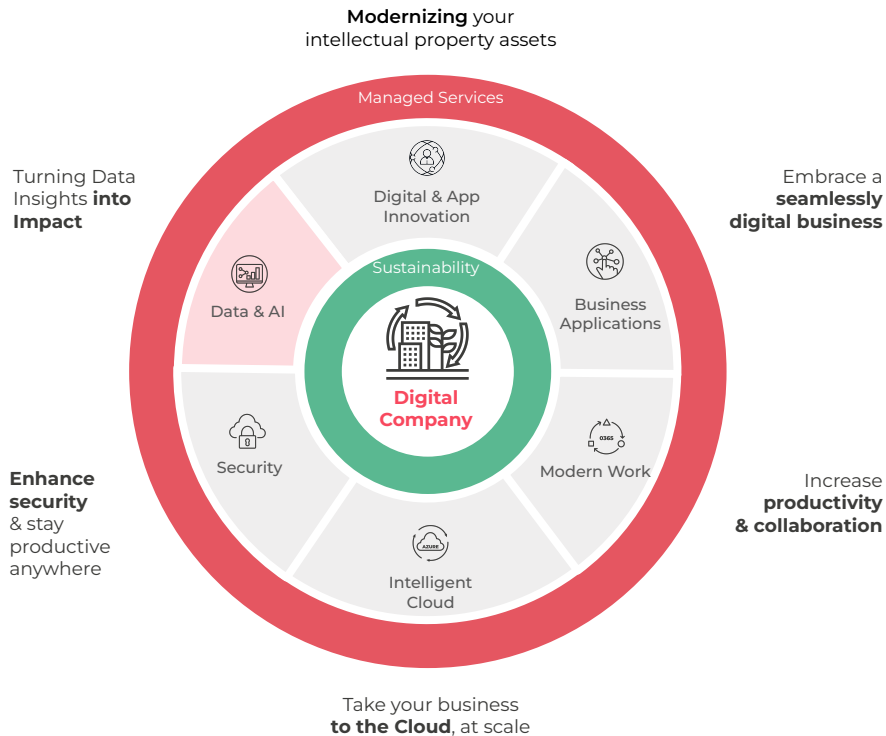 Modernizing your
intellectual property assets
Managed Services
Turning Data
Insights into
Impact
Embrace a
seamlessly
digital business
Digital & App
Innovation
Sustainability
Data & AI
Business
Applications
Digital
Company
Security
O365
Modern Work
Enhance
security
& stay
productive
anywhere
Increase
productivity
& collaboration
AZURE
Intelligent
Cloud
Take your business
to the Cloud, at scale